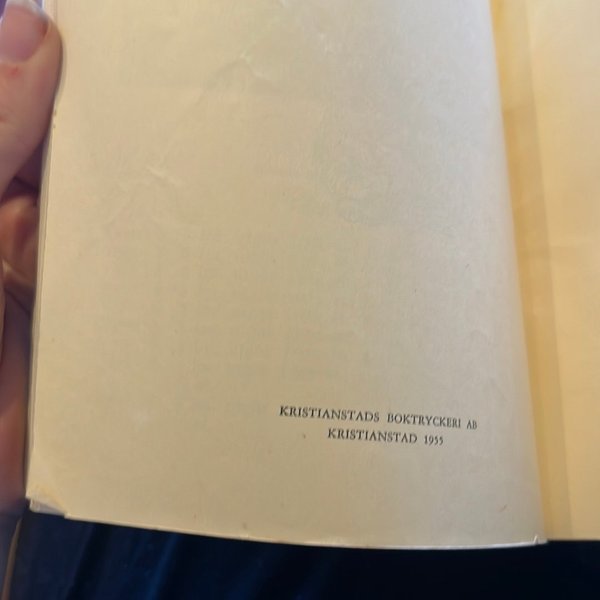 KRISTIANSTADS BOKTRYCKERI AB
KRISTIANSTAD 1955